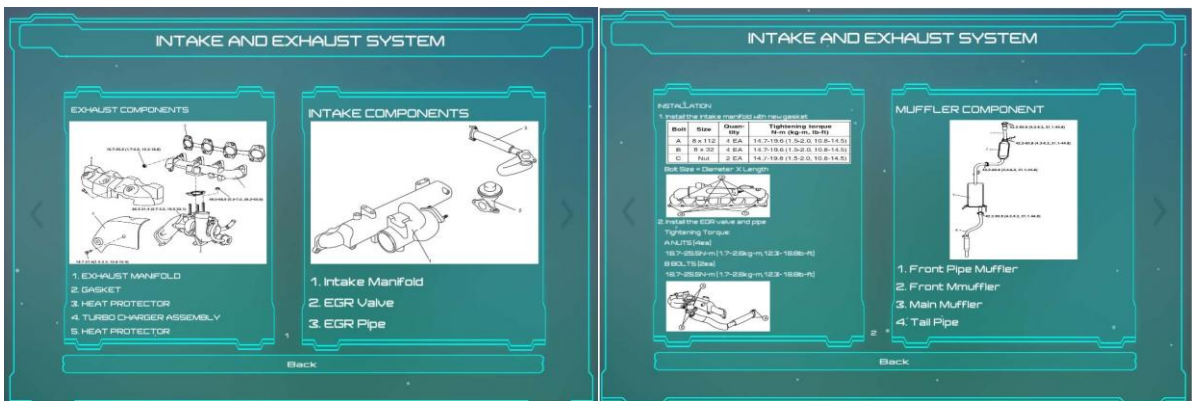 INTAKE AND EXHAUST SYSTEM
EXHAUST COMPONENTS
1. EXHAUST MANIFOLD
2. GASKET
3. HEAT PROTECTOR
4. TURBO CHARGER ASSEMBLY
5. HEAT PROTECTOR
INTAKE COMPONENTS
1. Intake Manifold
2. EGR Valve
3. EGR Pipe
1
Back
INTAKE AND EXHAUST SYSTEM
INSTALLATION
1. Install the intake manifold with new gasket
Bolt Size Quan-tity Tightening torque N-m (kg-m, lb-ft)
A 8 x 112 4 EA 14.7-19.6 (1.5-2.0, 10.8-14.5)
B 8 x 32 4 EA 14.7-19.6 (1.5-2.0, 10.8-14.5)
C Nut 2 EA 14.7-19.6 (1.5-2.0, 10.8-14.5)
Bolt Size = Diameter X Length
2. Install the EGR valve and pipe
Tightening Torque:
A NUTS (4ea)
B BOLTS (2ea)
MUFFLER COMPONENT
1. Front Pipe Muffler
2. Front Mmuffler
3. Main Muffler
4. Tail Pipe
2
Back